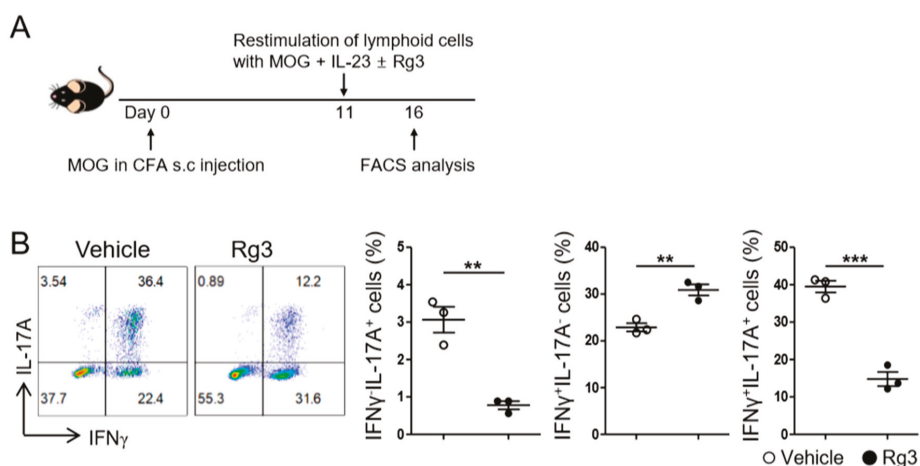 A
Restimulation of lymphoid cells
with MOG + IL-23 ± Rg3
Day 0
11
16
MOG in CFA s.c injection
FACS analysis
B
Vehicle
Rg3
3.54
36.4
37.7
22.4
0.89
12.2
55.3
31.6
IL-17A
IFNγ
IFNγ-IL-17A+ cells (%)
5
4
3
2
1
0
**
IFNγ+IL-17A- cells (%)
40
30
20
10
0
**
IFNγ+IL-17A+ cells (%)
50
40
30
20
10
0
***
Vehicle
Rg3